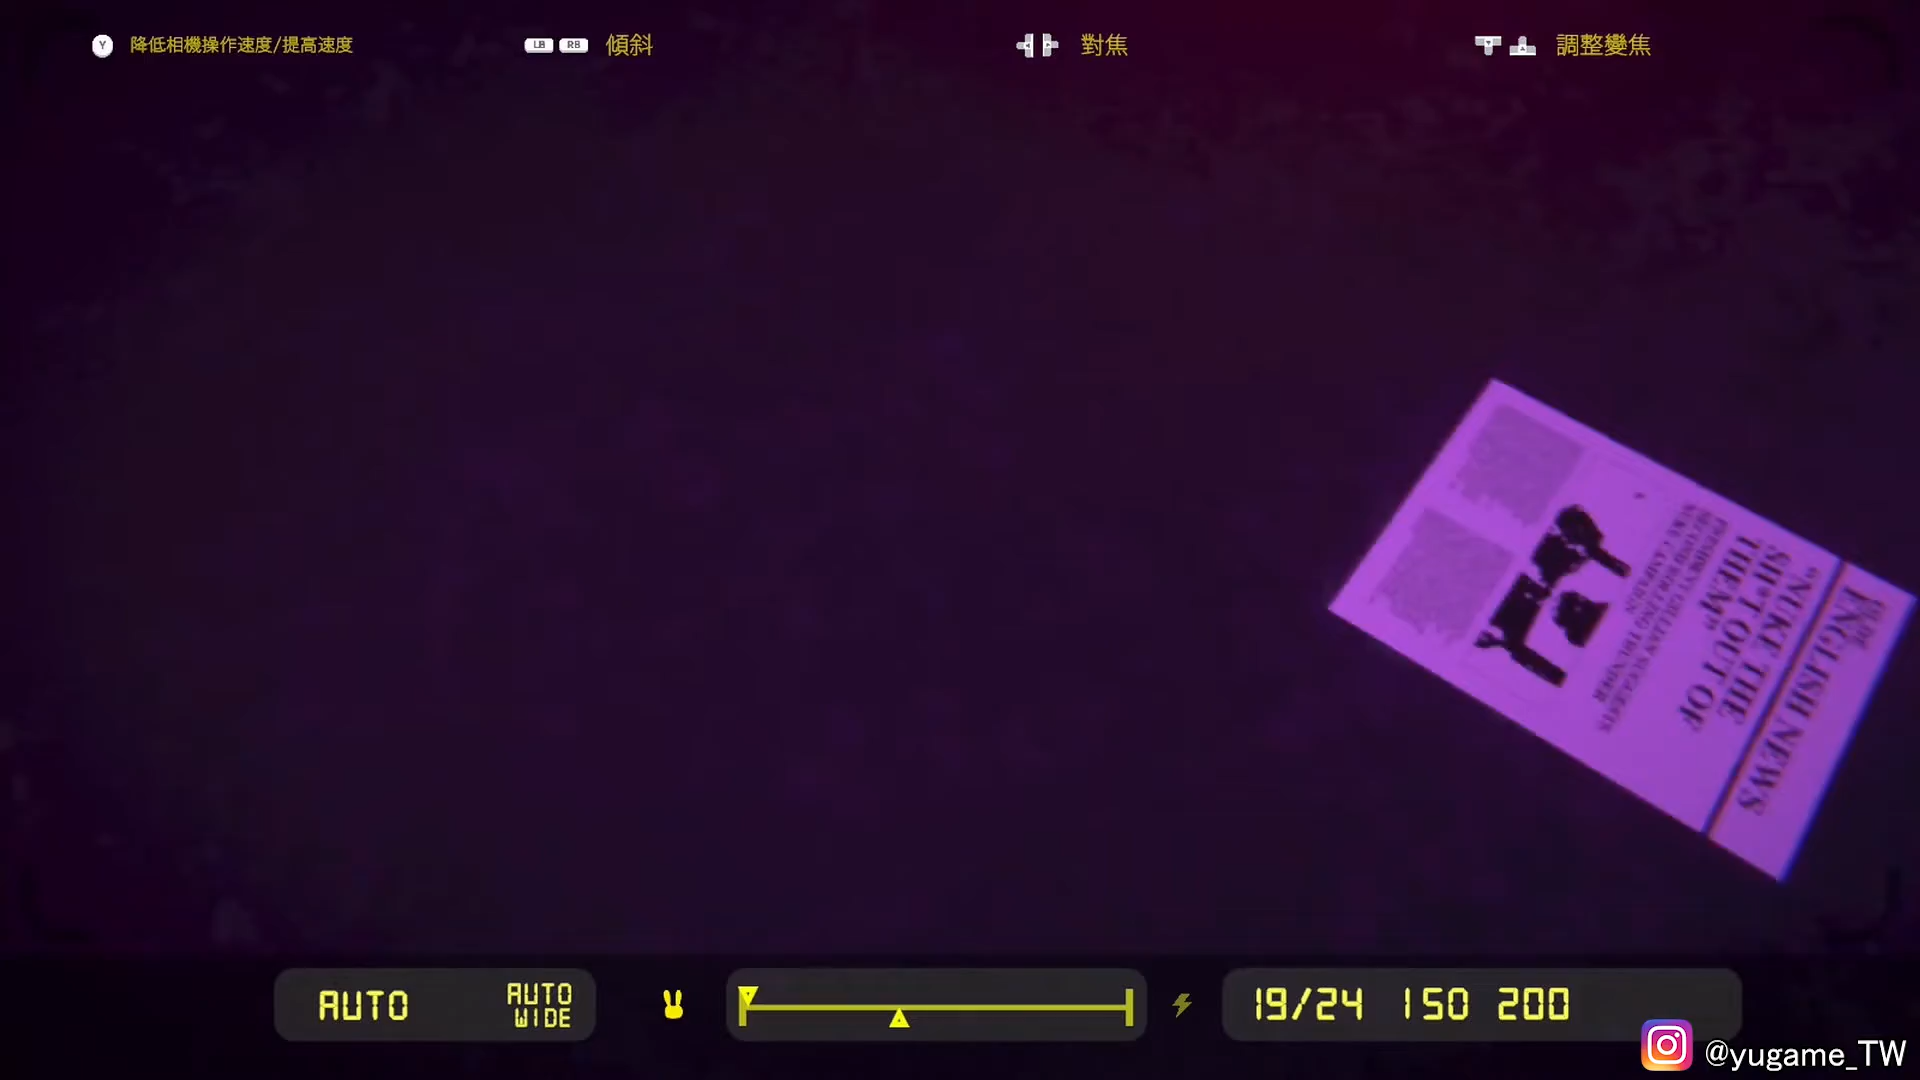 Y 降低相機操作速度/提高速度
LB RB 傾斜
對焦
調整變焦
ENGLISH NEWS
"NUKE THE
SH*T OUT OF
THEM"
AUTO
AUTO
WIDE
19/24 150 200
@yugame_TW